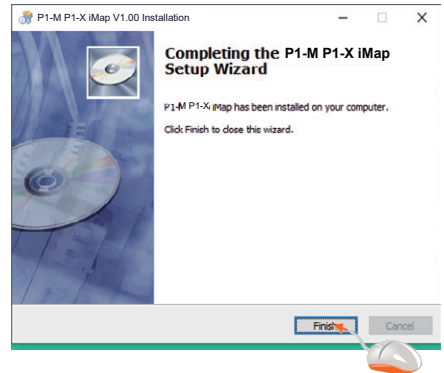 P1-M P1-X iMap V1.00 Installation
Completing the P1-M P1-X iMap
Setup Wizard
P1-M P1-X iMap has been installed on your computer.
Click Finish to close this wizard.
Finish
Cancel